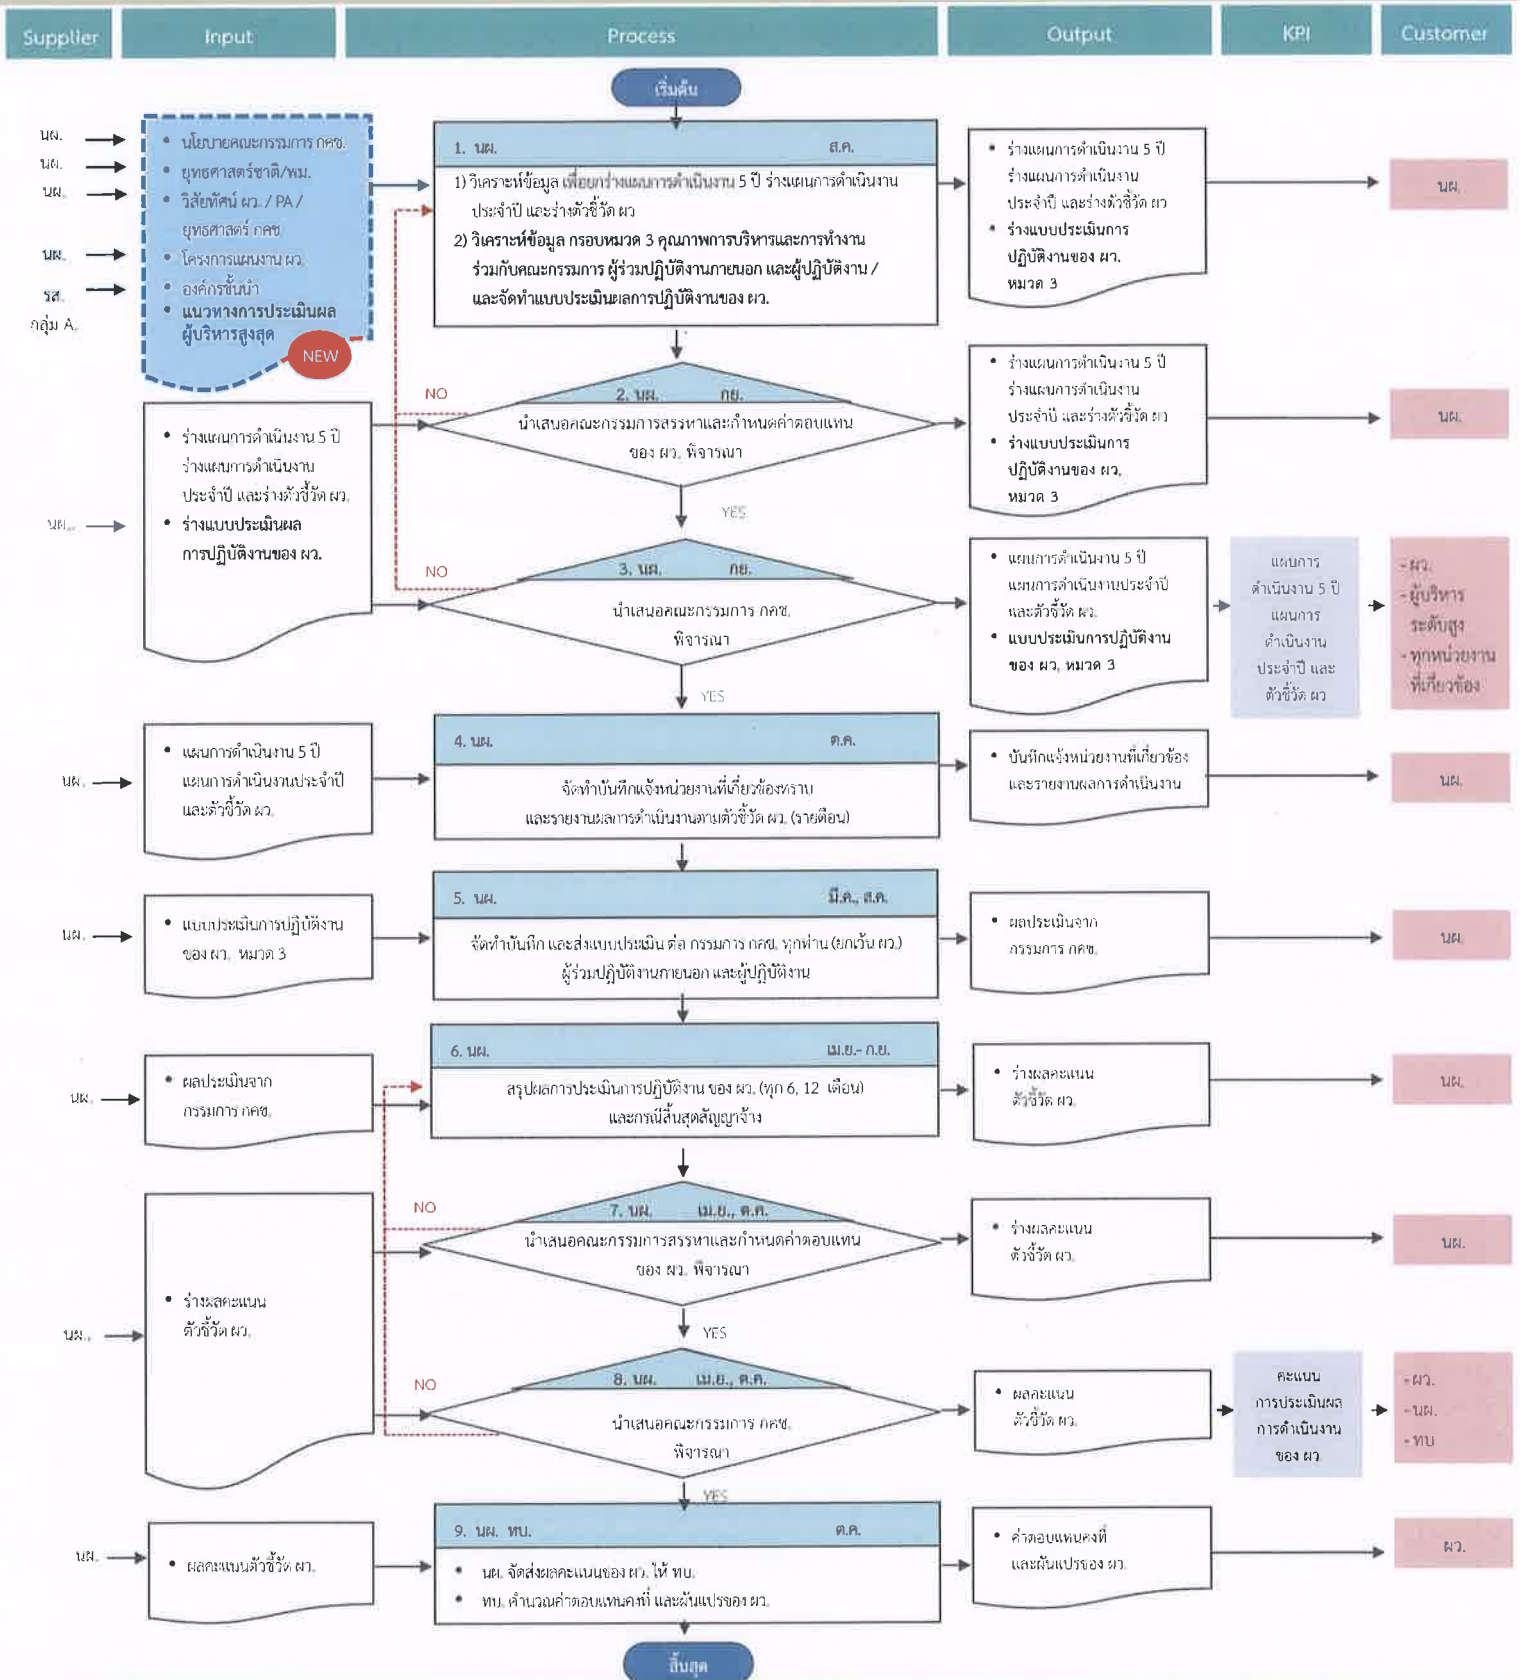 Supplier
Input
Process
Output
KPI
Customer
เริ่มต้น
นผ.
นผ.
นผ.
นผ.
รส.
กลุ่ม A.
• นโยบายคณะกรรมการ กคช.
• ยุทธศาสตร์ชาติ/พม.
• วิสัยทัศน์ ผว. / PA /
ยุทธศาสตร์ กคช
• โครงการแผนงาน ผว.
• องค์กรชั้นนำ
• แนวทางการประเมินผล
ผู้บริหารสูงสุด
NEW
1. นผ. ส.ค.
1) วิเคราะห์ข้อมูล เพื่อยกร่างแผนการดำเนินงาน 5 ปี ร่างแผนการดำเนินงาน
ประจำปี และร่างตัวชี้วัด ผว
2) วิเคราะห์ข้อมูล กรอบหมวด 3 คุณภาพการบริหารและการทำงาน
ร่วมกับคณะกรรมการ ผู้ร่วมปฏิบัติงานภายนอก และผู้ปฏิบัติงาน /
และจัดทำแบบประเมินผลการปฏิบัติงานของ ผว.
• ร่างแผนการดำเนินงาน 5 ปี
ร่างแผนการดำเนินงาน
ประจำปี และร่างตัวชี้วัด ผว
• ร่างแบบประเมินการ
ปฏิบัติงานของ ผว.
หมวด 3
นผ.
นผ.
• ร่างแผนการดำเนินงาน 5 ปี
ร่างแผนการดำเนินงาน
ประจำปี และร่างตัวชี้วัด ผว.
• ร่างแบบประเมินผล
การปฏิบัติงานของ ผว.
NO
2. นผ. กย.
นำเสนอคณะกรรมการสรรหาและกำหนดค่าตอบแทน
ของ ผว. พิจารณา
YES
• ร่างแผนการดำเนินงาน 5 ปี
ร่างแผนการดำเนินงาน
ประจำปี และร่างตัวชี้วัด ผว
• ร่างแบบประเมินการ
ปฏิบัติงานของ ผว.
หมวด 3
นผ.
NO
3. นผ. กย.
นำเสนอคณะกรรมการ กคช.
พิจารณา
YES
• แผนการดำเนินงาน 5 ปี
แผนการดำเนินงานประจำปี
และตัวชี้วัด ผว.
• แบบประเมินการปฏิบัติงาน
ของ ผว. หมวด 3
แผนการ
ดำเนินงาน 5 ปี
แผนการ
ดำเนินงาน
ประจำปี และ
ตัวชี้วัด ผว
- ผว.
- ผู้บริหาร
ระดับสูง
- ทุกหน่วยงาน
ที่เกี่ยวข้อง
นผ.
• แผนการดำเนินงาน 5 ปี
แผนการดำเนินงานประจำปี
และตัวชี้วัด ผว.
4. นผ. ต.ค.
จัดทำบันทึกแจ้งหน่วยงานที่เกี่ยวข้องทราบ
และรายงานผลการดำเนินงานตามตัวชี้วัด ผว. (รายเดือน)
• บันทึกแจ้งหน่วยงานที่เกี่ยวข้อง
และรายงานผลการดำเนินงาน
นผ.
นผ.
• แบบประเมินการปฏิบัติงาน
ของ ผว. หมวด 3
5. นผ. มี.ค., ส.ค.
จัดทำบันทึก และส่งแบบประเมิน ต่อ กรรมการ กคช. ทุกท่าน (ยกเว้น ผว.)
ผู้ร่วมปฏิบัติงานภายนอก และผู้ปฏิบัติงาน
• ผลประเมินจาก
กรรมการ กคช.
นผ.
นผ.
• ผลประเมินจาก
กรรมการ กคช.
6. นผ. เม.ย.- ก.ย.
สรุปผลการประเมินการปฏิบัติงาน ของ ผว. (ทุก 6, 12 เดือน)
และกรณีสิ้นสุดสัญญาจ้าง
• ร่างผลคะแนน
ตัวชี้วัด ผว.
นผ.
นผ.
• ร่างผลคะแนน
ตัวชี้วัด ผว.
NO
7. นผ. เม.ย., ต.ค.
นำเสนอคณะกรรมการสรรหาและกำหนดค่าตอบแทน
ของ ผว. พิจารณา
YES
• ร่างผลคะแนน
ตัวชี้วัด ผว.
นผ.
NO
8. นผ. เม.ย., ต.ค.
นำเสนอคณะกรรมการ กคช.
พิจารณา
YES
• ผลคะแนน
ตัวชี้วัด ผว.
คะแนน
การประเมินผล
การดำเนินงาน
ของ ผว
- ผว.
- นผ.
- ทบ
นผ.
• ผลคะแนนตัวชี้วัด ผว.
9. นผ. ทบ. ต.ค.
• นผ. จัดส่งผลคะแนนของ ผว. ให้ ทบ.
• ทบ. คำนวณค่าตอบแทนคงที่ และผันแปรของ ผว.
• ค่าตอบแทนคงที่
และผันแปรของ ผว.
ผว.
สิ้นสุด